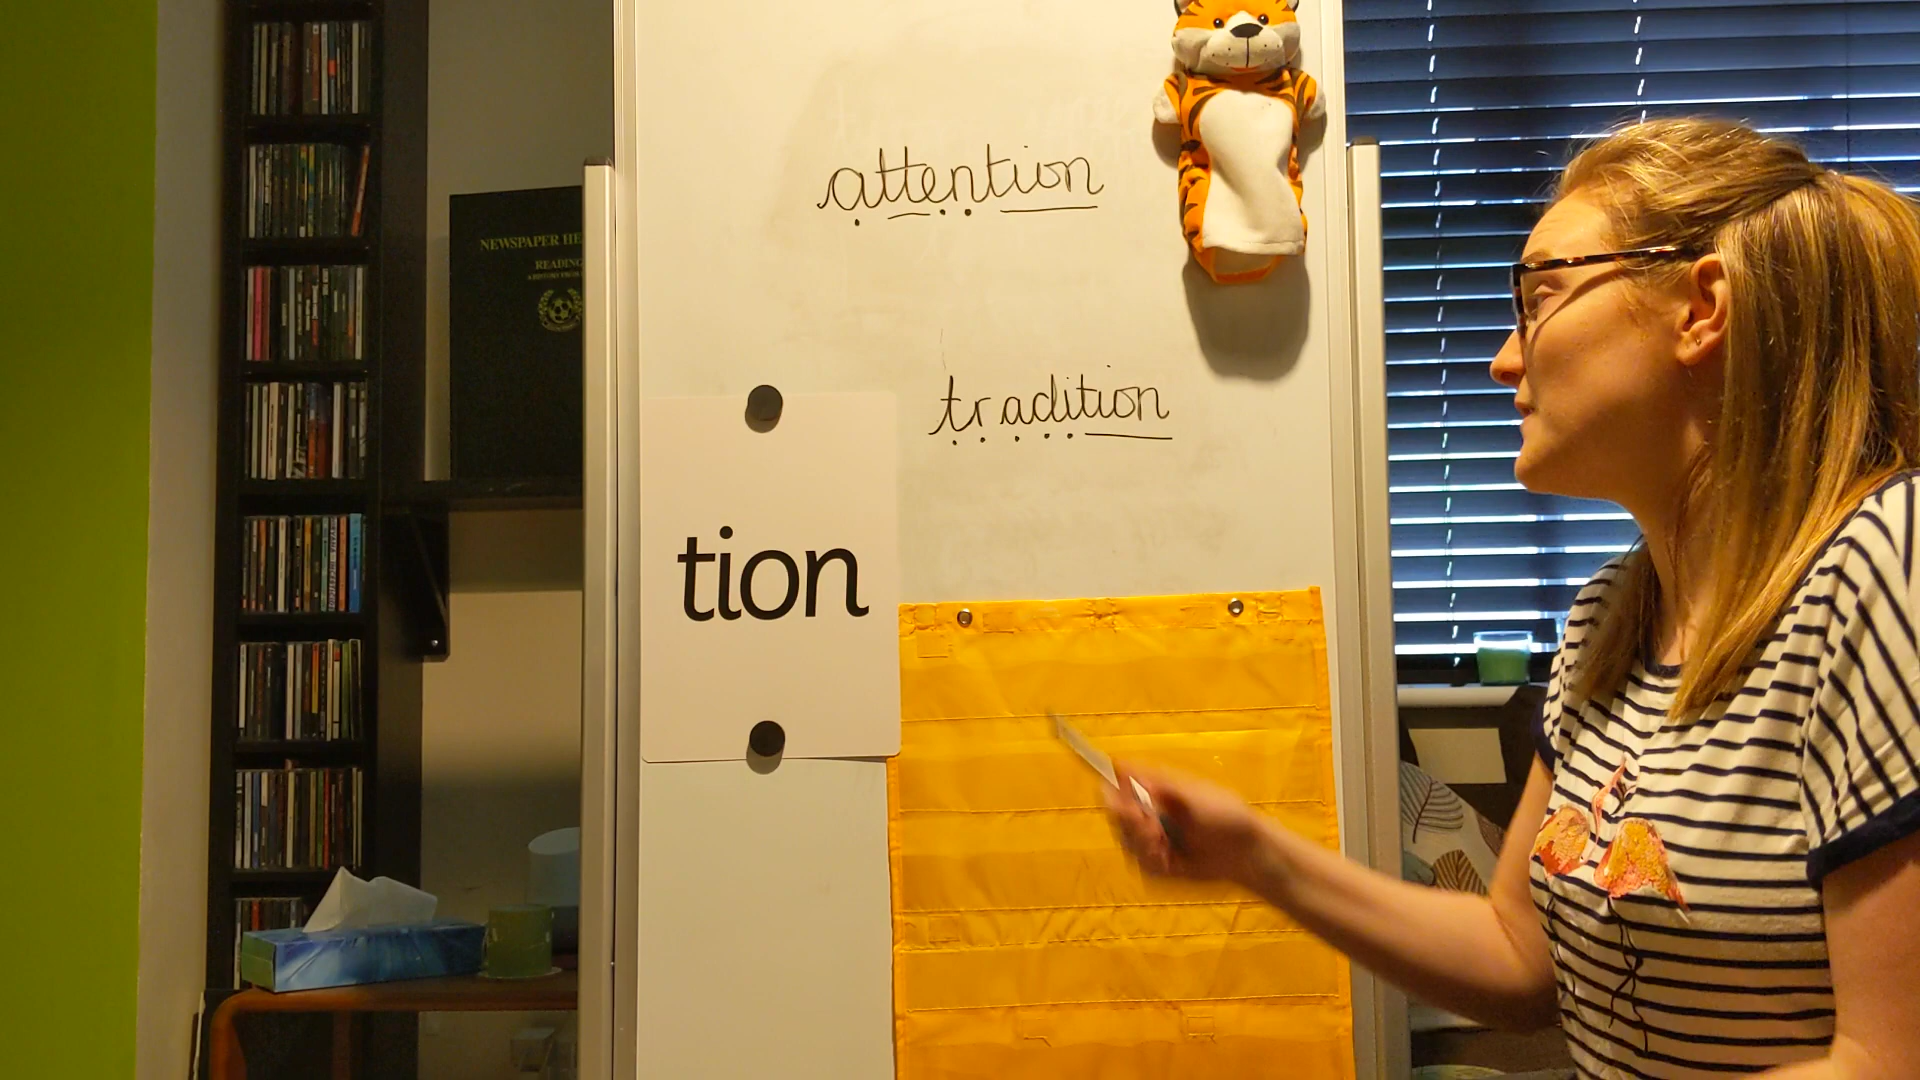 NEWSPAPER HE
READING
attention
tradition
tion